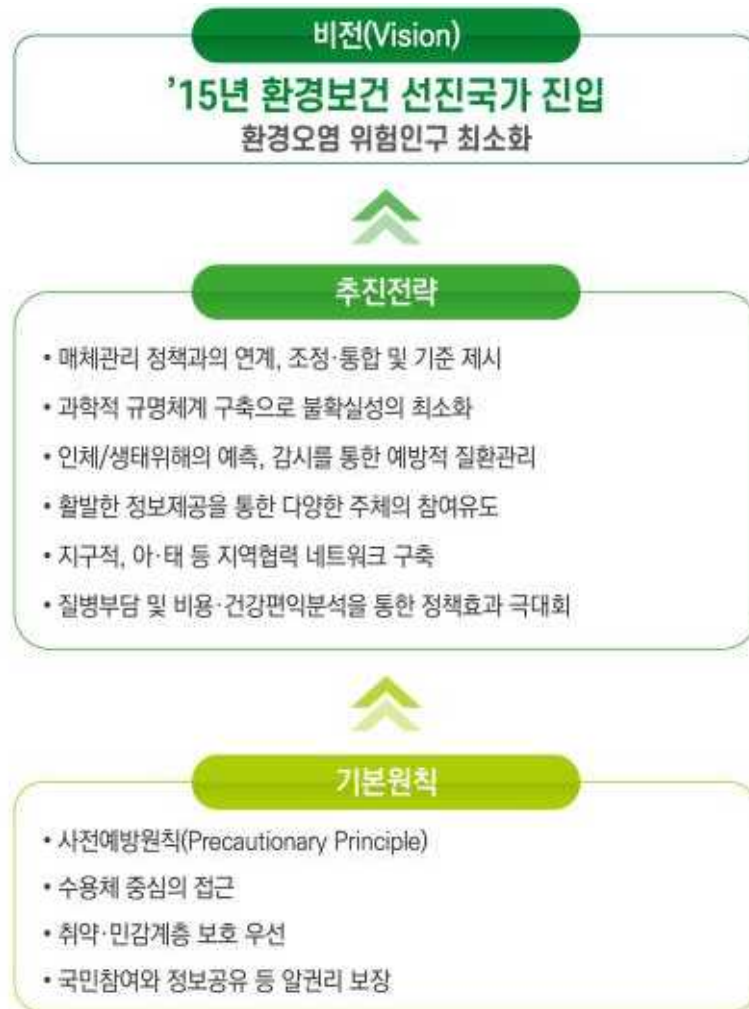 비전(Vision)
’15년 환경보건 선진국가 진입
환경오염 위험인구 최소화
추진전략
• 매체관리 정책과의 연계, 조정·통합 및 기준 제시
• 과학적 규명체계 구축으로 불확실성의 최소화
• 인체/생태위해의 예측, 감시를 통한 예방적 질환관리
• 활발한 정보제공을 통한 다양한 주체의 참여유도
• 지구적, 아·태 등 지역협력 네트워크 구축
• 질병부담 및 비용·건강편익분석을 통한 정책효과 극대회
기본원칙
• 사전예방원칙(Precautionary Principle)
• 수용체 중심의 접근
• 취약·민감계층 보호 우선
• 국민참여와 정보공유 등 알권리 보장